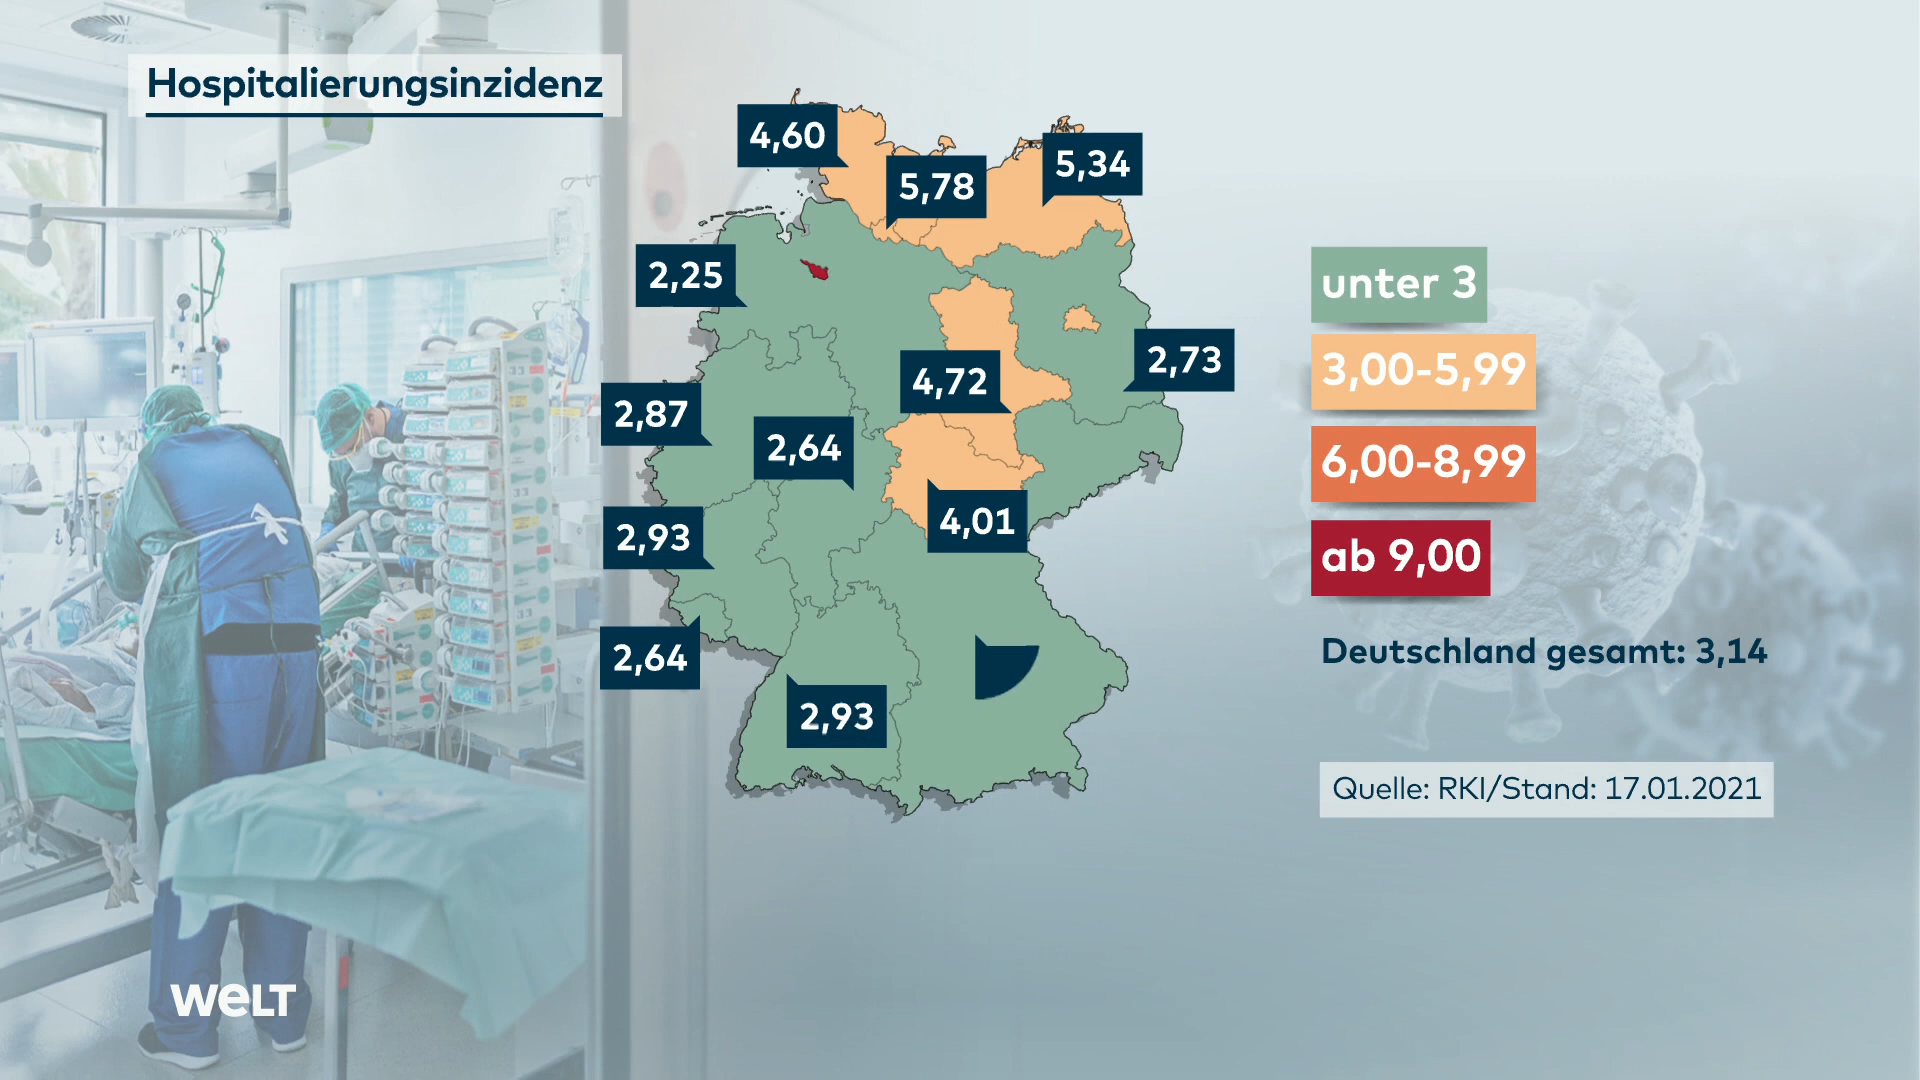 Hospitalierungsinzidenz
4,60
5,78
5,34
2,25
2,73
4,72
2,87
2,64
4,01
2,93
2,64
2,93
unter 3
3,00-5,99
6,00-8,99
ab 9,00
Deutschland gesamt: 3,14
Quelle: RKI/Stand: 17.01.2021
WELT